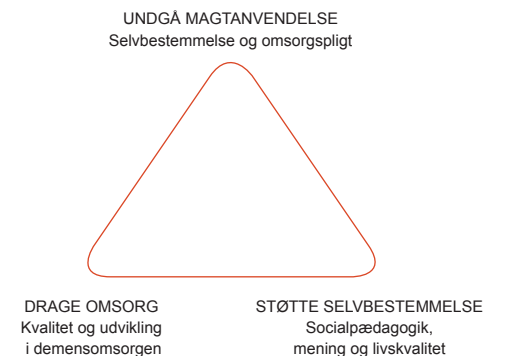 UNDGÅ MAGTANVENDELSE
Selvbestemmelse og omsorgspligt
DRAGE OMSORG
Kvalitet og udvikling
i demensomsorgen
STØTTE SELVBESTEMMELSE
Socialpædagogik,
mening og livskvalitet